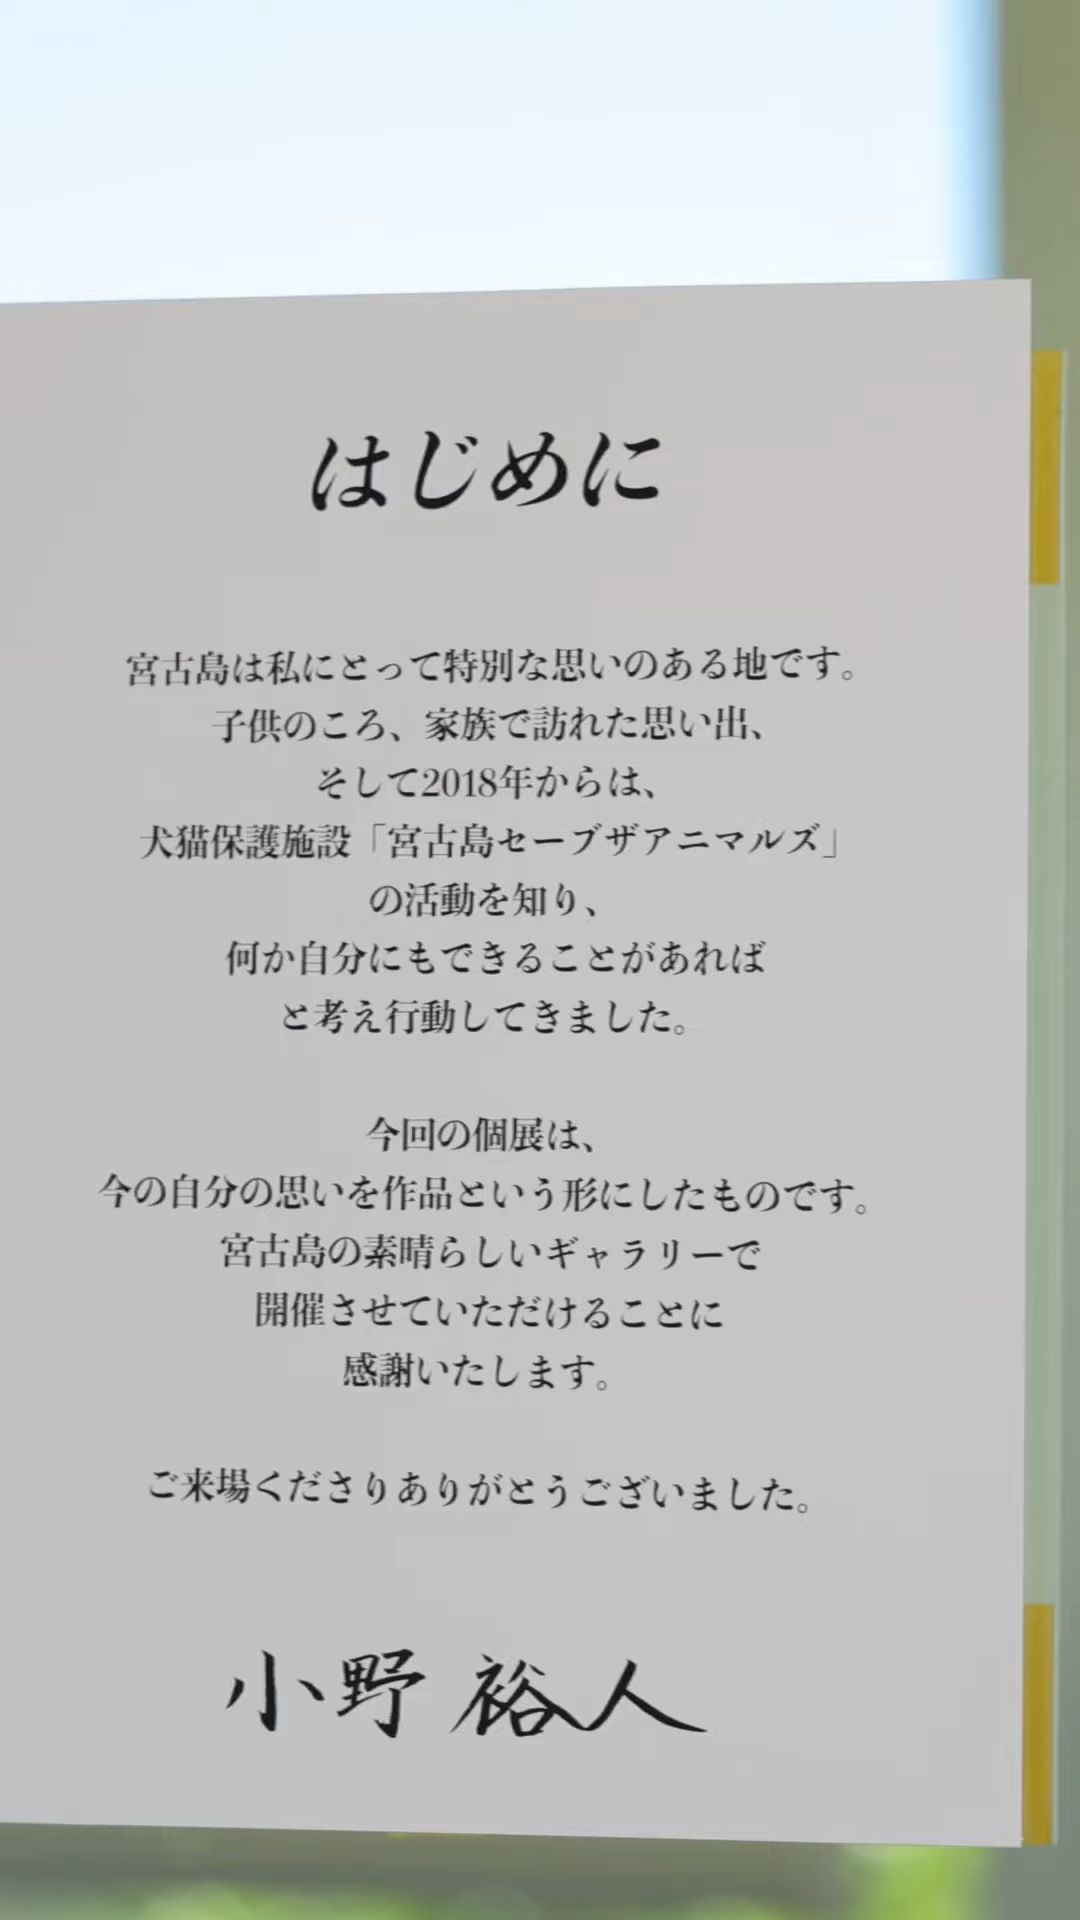 はじめに
宮古島は私にとって特別な思いのある地です。
子供のころ、家族で訪れた思い出、
そして2018年からは、
犬猫保護施設「宮古島セーブザアニマルズ」
の活動を知り、
何か自分にもできることがあれば
と考え行動してきました。
今回の個展は、
今の自分の思いを作品という形にしたものです。
宮古島の素晴らしいギャラリーで
開催させていただけることに
感謝いたします。
ご来場くださりありがとうございました。
小野 裕人